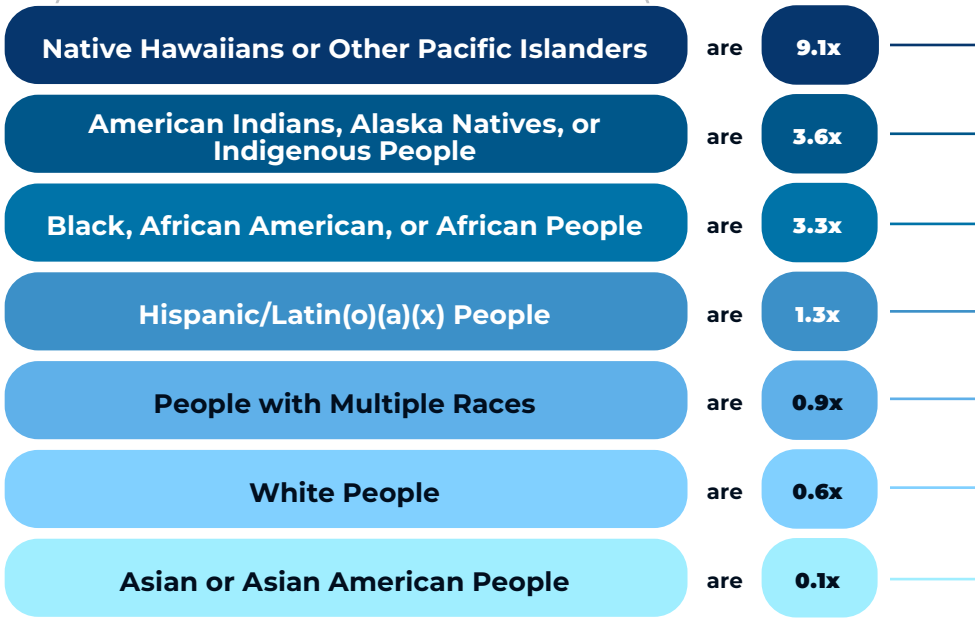 Native Hawaiians or Other Pacific Islanders are 9.1x
American Indians, Alaska Natives, or
Indigenous People are 3.6x
Black, African American, or African People are 3.3x
Hispanic/Latin(o)(a)(x) People are 1.3x
People with Multiple Races are 0.9x
White People are 0.6x
Asian or Asian American People are 0.1x